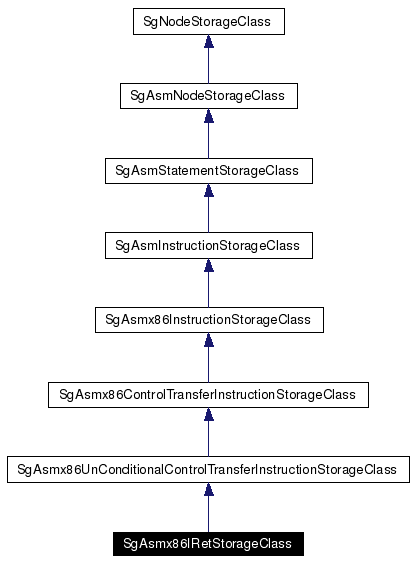 SgNodeStorageClass
SgAsmNodeStorageClass
SgAsmStatementStorageClass
SgAsmInstructionStorageClass
SgAsmx86InstructionStorageClass
SgAsmx86ControlTransferInstructionStorageClass
SgAsmx86UnConditionalControlTransferInstructionStorageClass
SgAsmx86IRetStorageClass